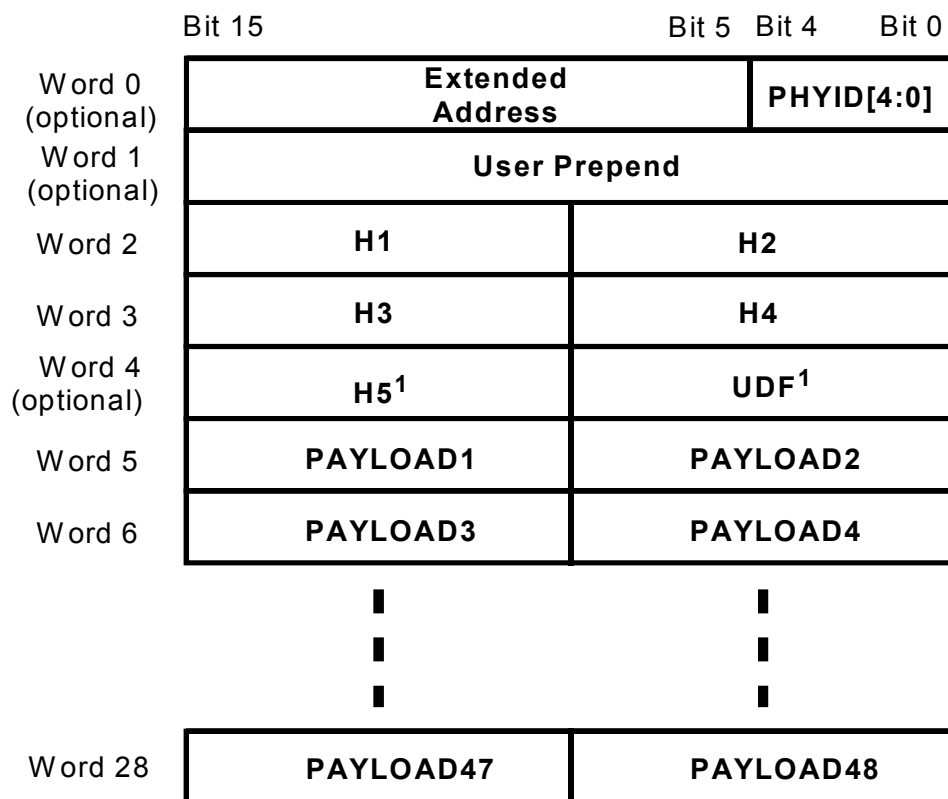 Bit 15 Bit 5 Bit 4 Bit 0
Word 0
(optional)
Extended
Address
PHYID[4:0]
Word 1
(optional)
User Prepend
Word 2
H1
H2
Word 3
H3
H4
Word 4
(optional)
H5¹
UDF¹
Word 5
PAYLOAD1
PAYLOAD2
Word 6
PAYLOAD3
PAYLOAD4
Word 28
PAYLOAD47
PAYLOAD48